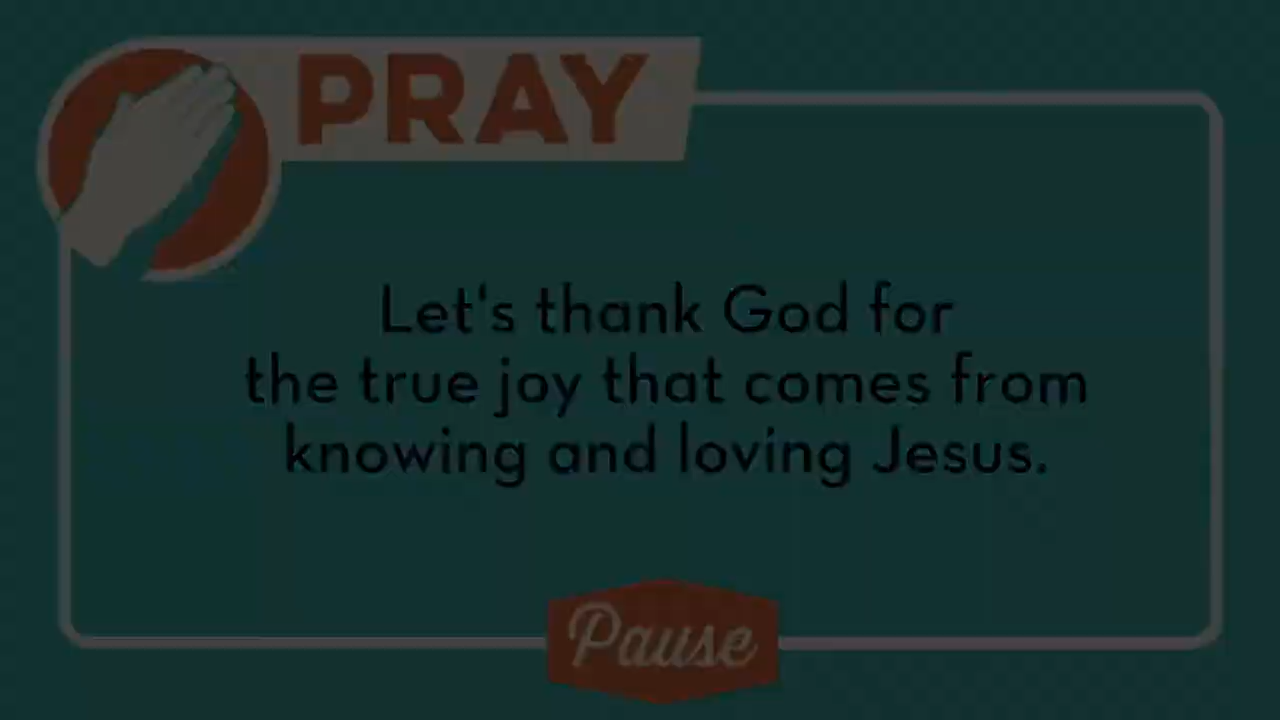 PRAY
Let's thank God for
the true joy that comes from
knowing and loving Jesus.
Pause